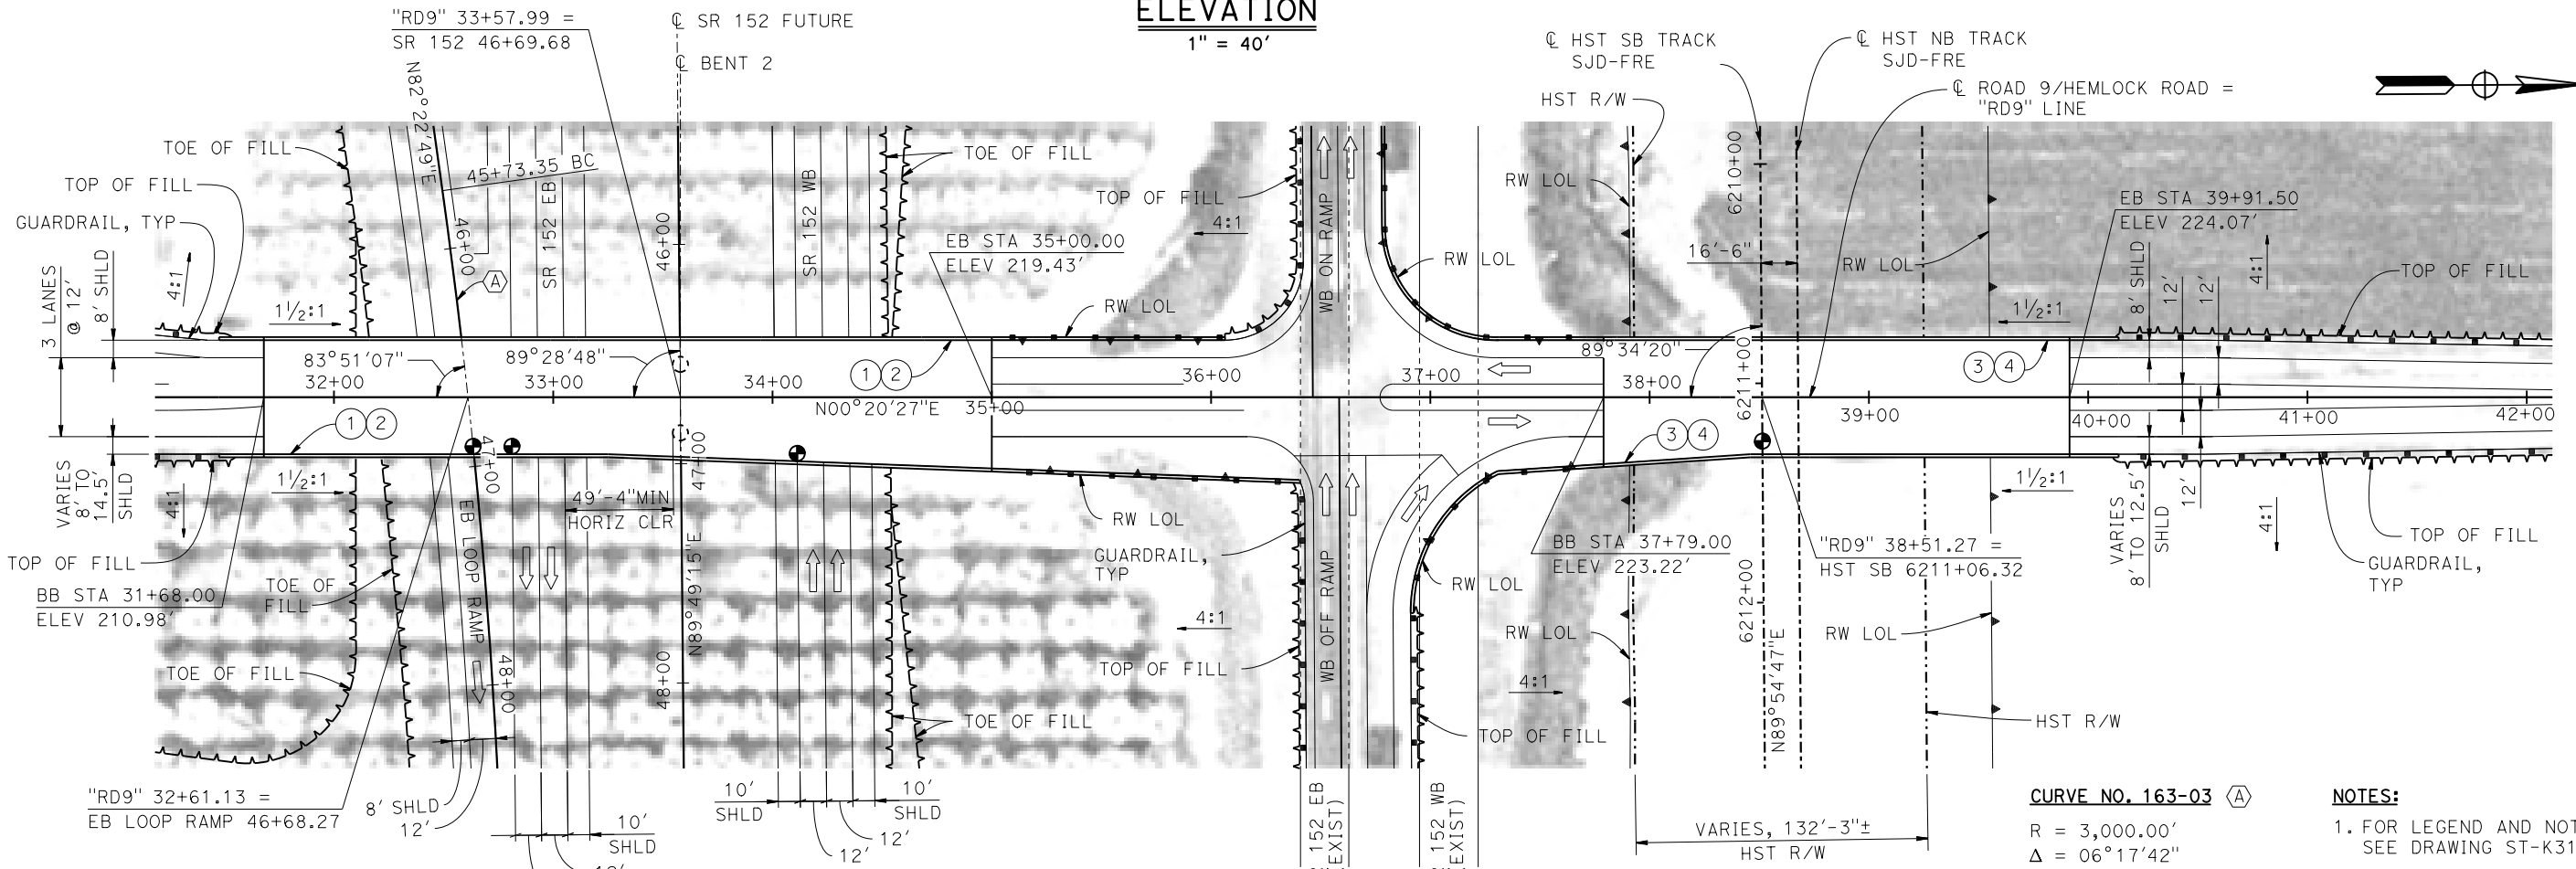 ELEVATION
1" = 40'
"RD9" 33+57.99 =
SR 152 46+69.68
℄ SR 152 FUTURE
℄ BENT 2
℄ HST SB TRACK
SJD-FRE
℄ HST NB TRACK
SJD-FRE
HST R/W
℄ ROAD 9/HEMLOCK ROAD =
"RD9" LINE
TOE OF FILL
TOP OF FILL
GUARDRAIL, TYP
N82°22'49"E
45+73.35 BC
46+00
A
SR 152 EB
46+00
SR 152 WB
TOE OF FILL
TOP OF FILL
4:1
WB ON RAMP
RW LOL
RW LOL
6210+00
16'-6"
RW LOL
EB STA 39+91.50
ELEV 224.07'
TOP OF FILL
EB STA 35+00.00
ELEV 219.43'
RW LOL
3 LANES
@ 12'
8' SHLD
4:1
1½:1
1½:1
8' SHLD
12'
12'
4:1
83°51'07"
89°28'48"
89°34'20"
6211+00
1 2
3 4
32+00
33+00
34+00
N00°20'27"E
35+00
36+00
37+00
38+00
39+00
40+00
41+00
42+00
1 2
3 4
VARIES
8' TO
14.5'
SHLD
4:1
1½:1
47+00
EB LOOP RAMP
49'-4"MIN
HORIZ CLR
47+00
N89°49'15"E
RW LOL
GUARDRAIL,
TYP
WB OFF RAMP
RW LOL
BB STA 37+79.00
ELEV 223.22'
"RD9" 38+51.27 =
HST SB 6211+06.32
1½:1
VARIES
8' TO 12.5'
SHLD
12'
4:1
TOP OF FILL
GUARDRAIL,
TYP
TOP OF FILL
BB STA 31+68.00
ELEV 210.98'
TOE OF
FILL
TOE OF FILL
48+00
48+00
TOE OF FILL
4:1
TOP OF FILL
RW LOL
4:1
TOP OF FILL
6212+00
N89°54'47"E
RW LOL
HST R/W
"RD9" 32+61.13 =
EB LOOP RAMP 46+68.27
8' SHLD
12'
10'
SHLD
10'
SHLD
12'
12'
10'
SHLD
152 EB
EXIST)
152 WB
EXIST)
VARIES, 132'-3"±
HST R/W
CURVE NO. 163-03 A
R = 3,000.00'
Δ = 06°17'42"
NOTES:
1. FOR LEGEND AND NOT
SEE DRAWING ST-K31